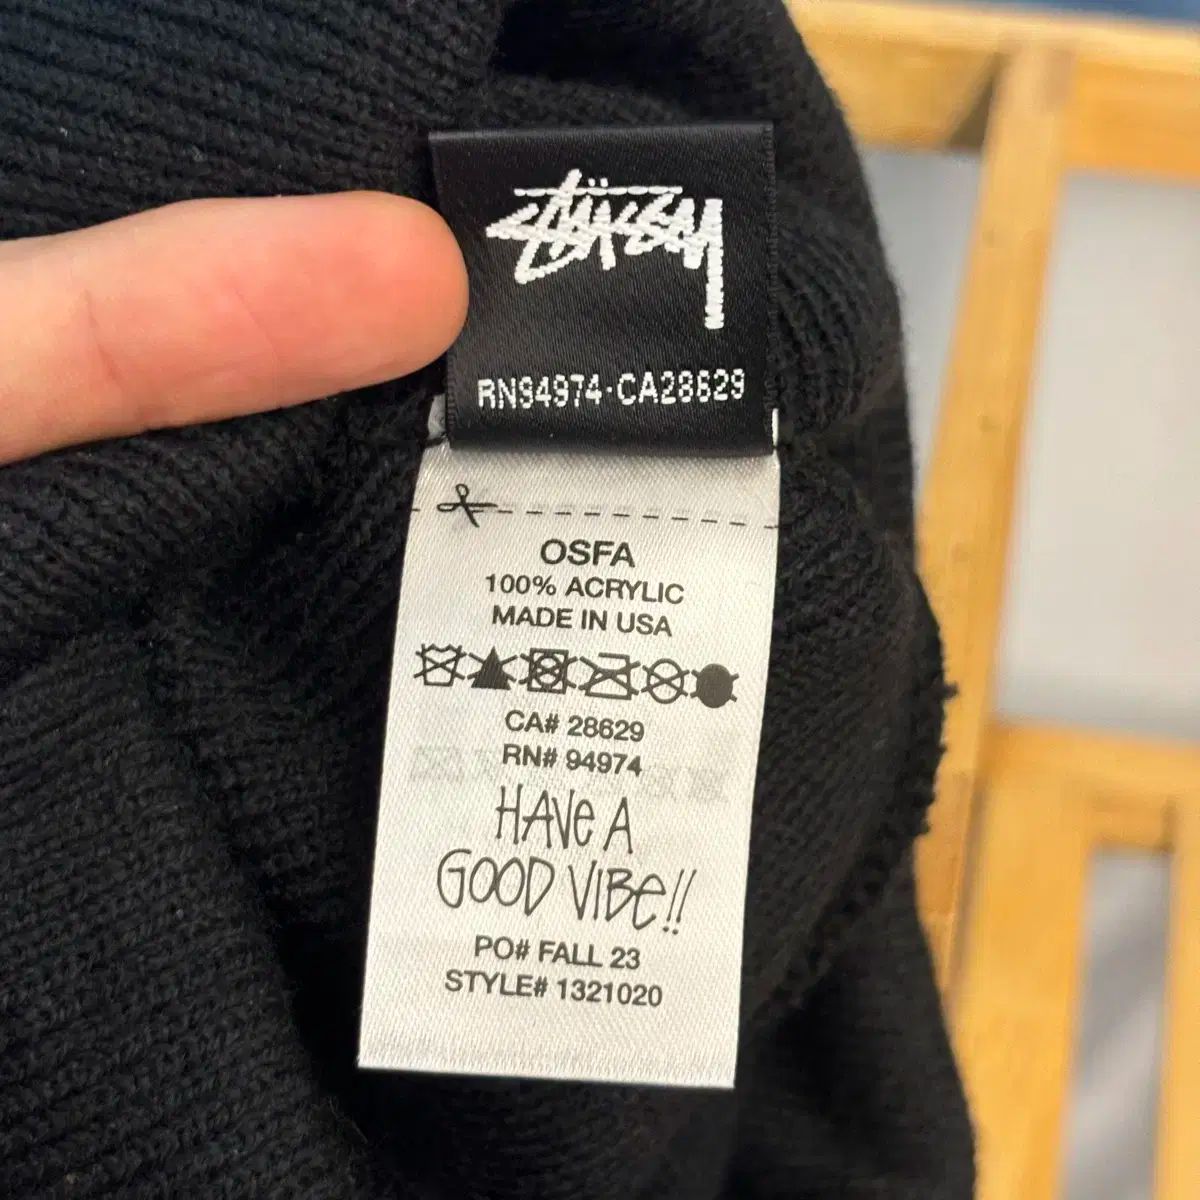 Stüssy
RN94974·CA28629
OSFA
100% ACRYLIC
MADE IN USA
CA# 28629
RN# 94974
HAVE A
GOOD VIBE!!
PO# FALL 23
STYLE# 1321020